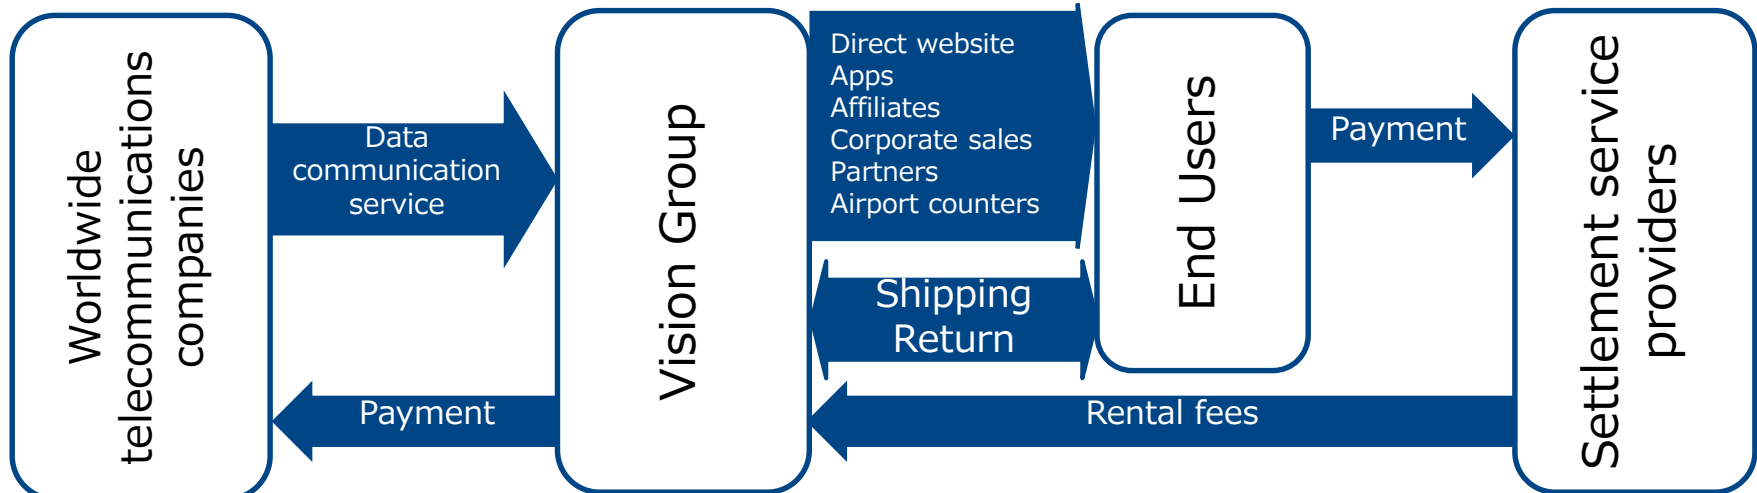 Worldwide
telecommunications
companies
Data
communication
service
Payment
Vision Group
Direct website
Apps
Affiliates
Corporate sales
Partners
Airport counters
Shipping
Return
End Users
Payment
Rental fees
Settlement service
providers